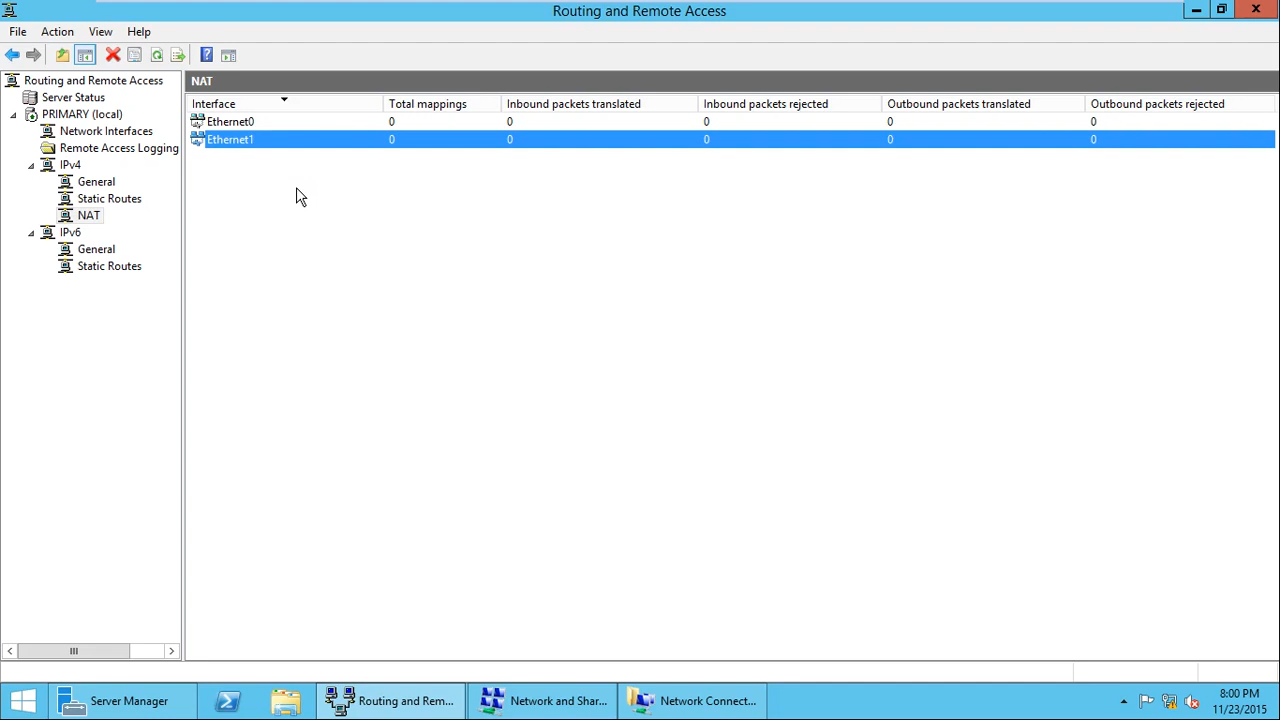 Routing and Remote Access
File Action View Help
Routing and Remote Access
Server Status
PRIMARY (local)
Network Interfaces
Remote Access Logging
IPv4
General
Static Routes
NAT
IPv6
General
Static Routes
NAT
Interface Total mappings Inbound packets translated Inbound packets rejected Outbound packets translated Outbound packets rejected
Ethernet0 0 0 0 0 0
Ethernet1 0 0 0 0 0
Server Manager Routing and Rem... Network and Shar... Network Connect...
8:00 PM
11/23/2015